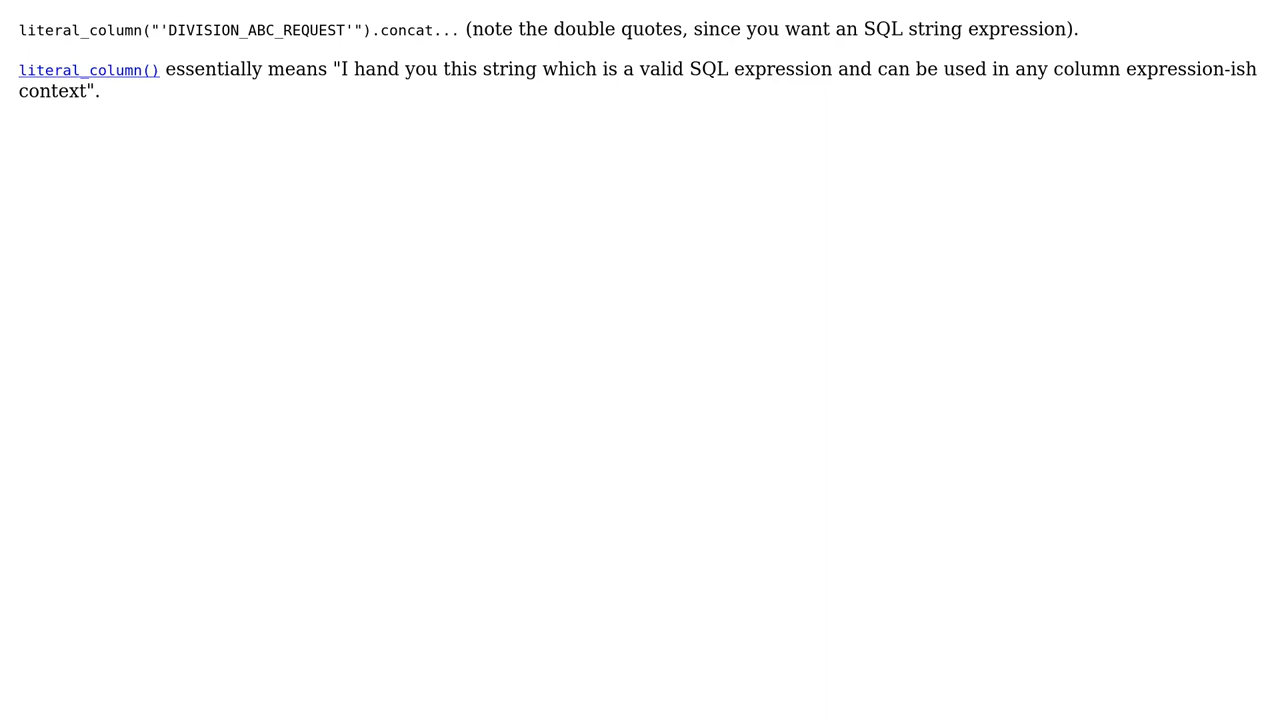 literal_column("'DIVISION_ABC_REQUEST'").concat... (note the double quotes, since you want an SQL string expression).
literal_column() essentially means "I hand you this string which is a valid SQL expression and can be used in any column expression-ish
context".